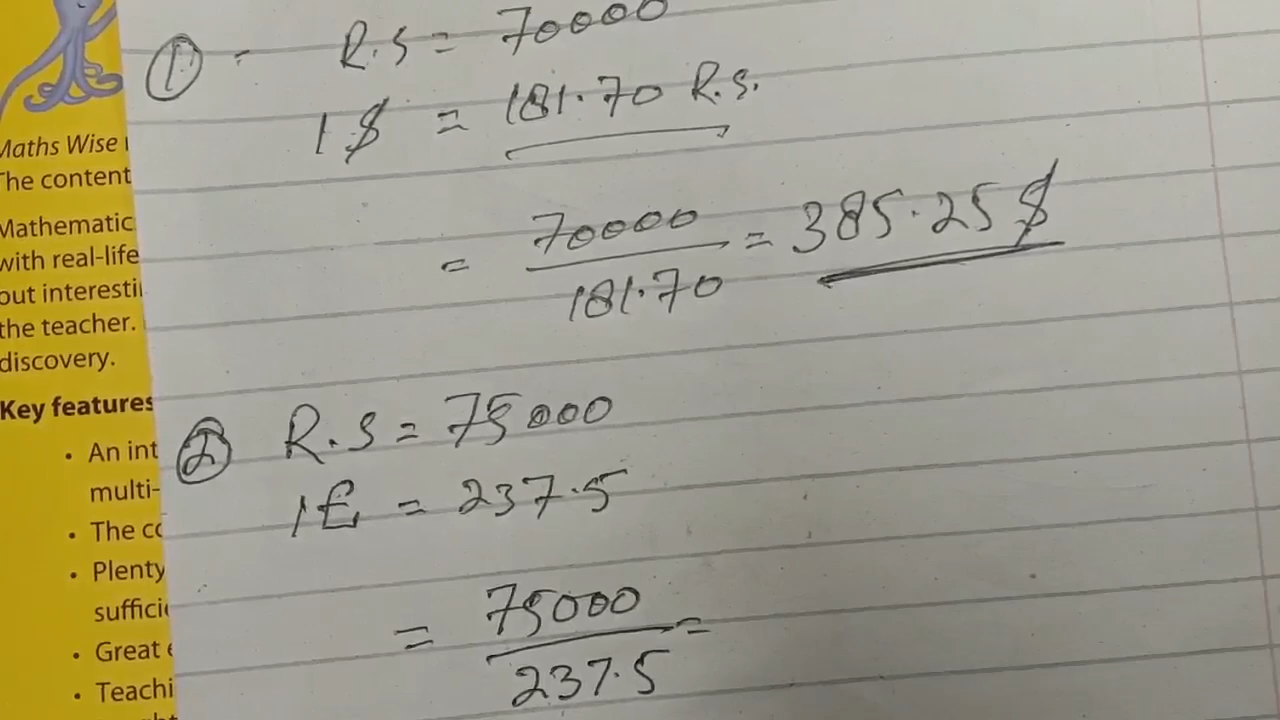 Maths Wise
The content
Mathematic
with real-life
out interesti
the teacher.
discovery.
Key features
• An int
multi-
• The co
• Plenty
suffici
• Great e
• Teachi
① - R.S = 70000
1 $ = 181.70 R.S.
= 70000 / 181.70 = 385.25 $
② R.S = 75000
1 £ = 237.5
= 75000 / 237.5 =